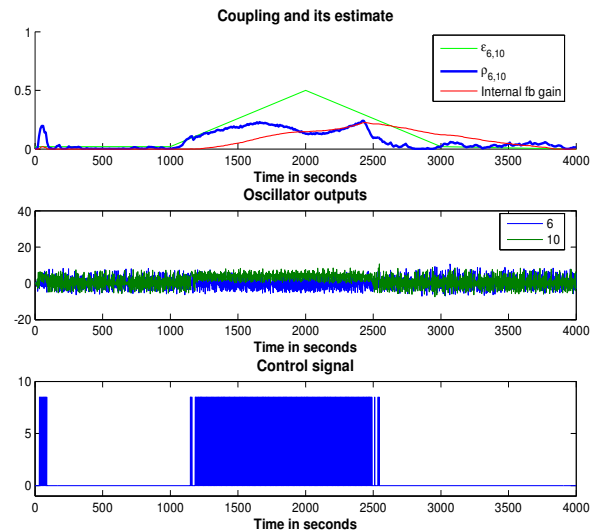 Coupling and its estimate
1
0.5
0
ε6,10
ρ6,10
Internal fb gain
0 500 1000 1500 2000 2500 3000 3500 4000
Time in seconds
Oscillator outputs
40
20
0
-20
6
10
0 500 1000 1500 2000 2500 3000 3500 4000
Time in seconds
Control signal
10
5
0
0 500 1000 1500 2000 2500 3000 3500 4000
Time in seconds